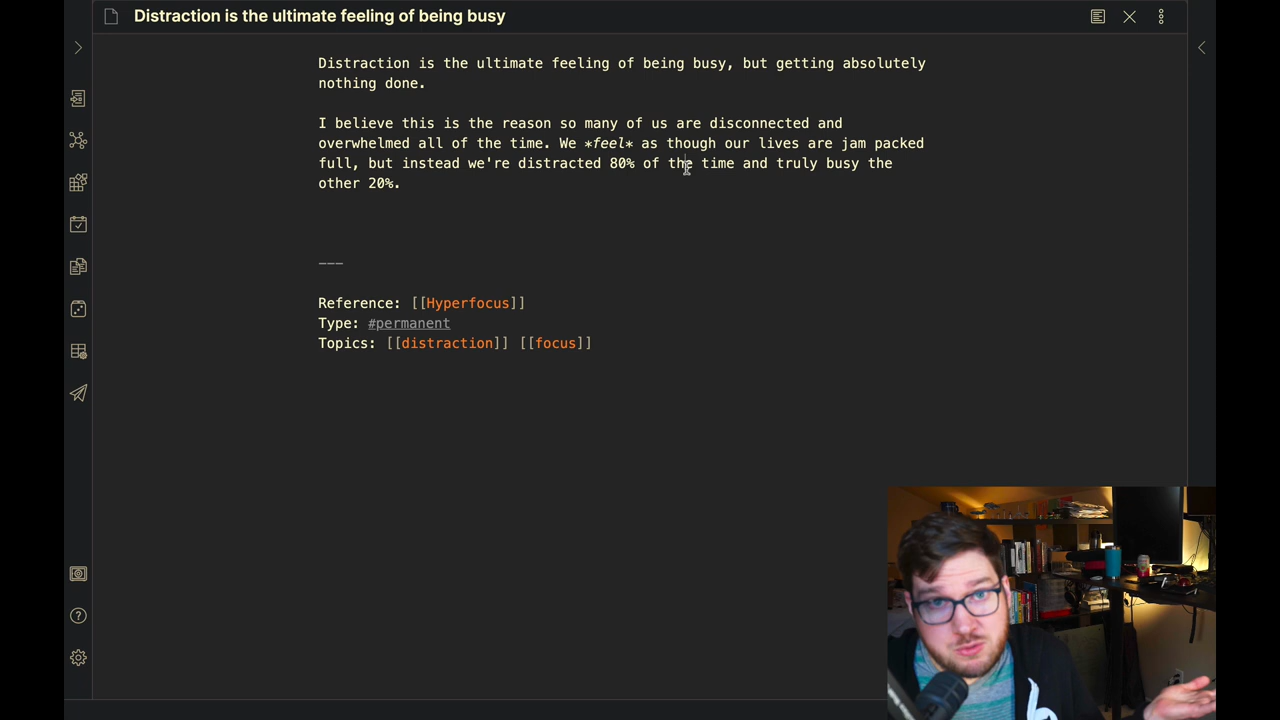 Distraction is the ultimate feeling of being busy
Distraction is the ultimate feeling of being busy, but getting absolutely
nothing done.
I believe this is the reason so many of us are disconnected and
overwhelmed all of the time. We *feel* as though our lives are jam packed
full, but instead we're distracted 80% of the time and truly busy the
other 20%.
---
Reference: [[Hyperfocus]]
Type: #permanent
Topics: [[distraction]] [[focus]]